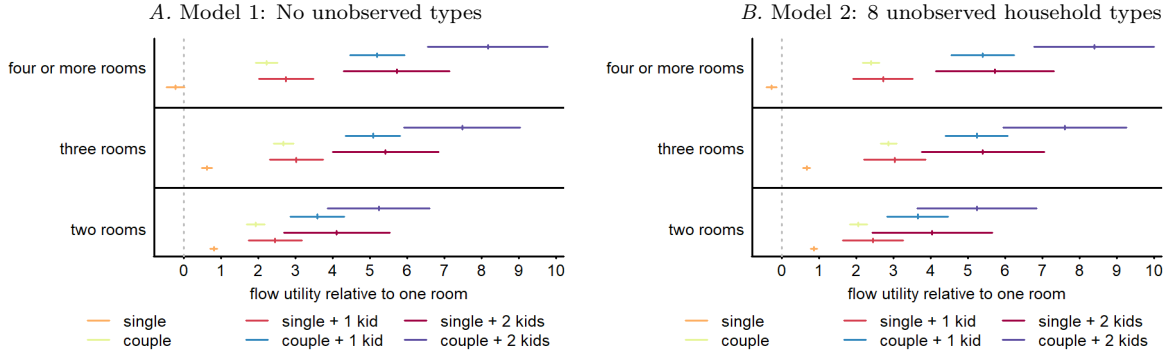 A. Model 1: No unobserved types
four or more rooms
three rooms
two rooms
0 1 2 3 4 5 6 7 8 9 10
flow utility relative to one room
single single + 1 kid single + 2 kids
couple couple + 1 kid couple + 2 kids
B. Model 2: 8 unobserved household types
four or more rooms
three rooms
two rooms
0 1 2 3 4 5 6 7 8 9 10
flow utility relative to one room
single single + 1 kid single + 2 kids
couple couple + 1 kid couple + 2 kids